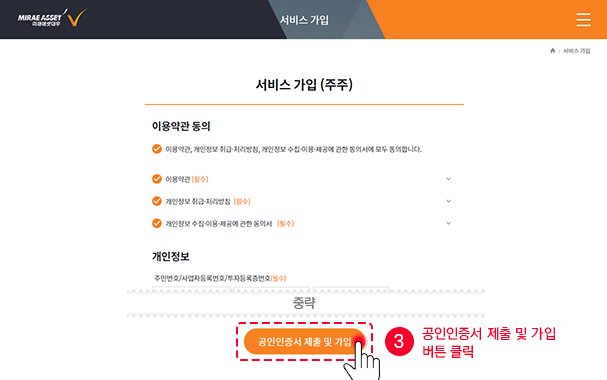 MIRAE ASSET
미래에셋대우
서비스 가입
서비스 가입
서비스 가입 (주주)
이용약관 동의
이용약관, 개인정보 취급·처리방침, 개인정보 수집·이용·제공에 관한 동의서에 모두 동의합니다.
이용약관 (필수)
개인정보 취급·처리방침 (필수)
개인정보 수집·이용·제공에 관한 동의서 (필수)
개인정보
주민번호/사업자등록번호/투자등록증번호(필수)
중략
공인인증서 제출 및 가입
3 공인인증서 제출 및 가입
버튼 클릭